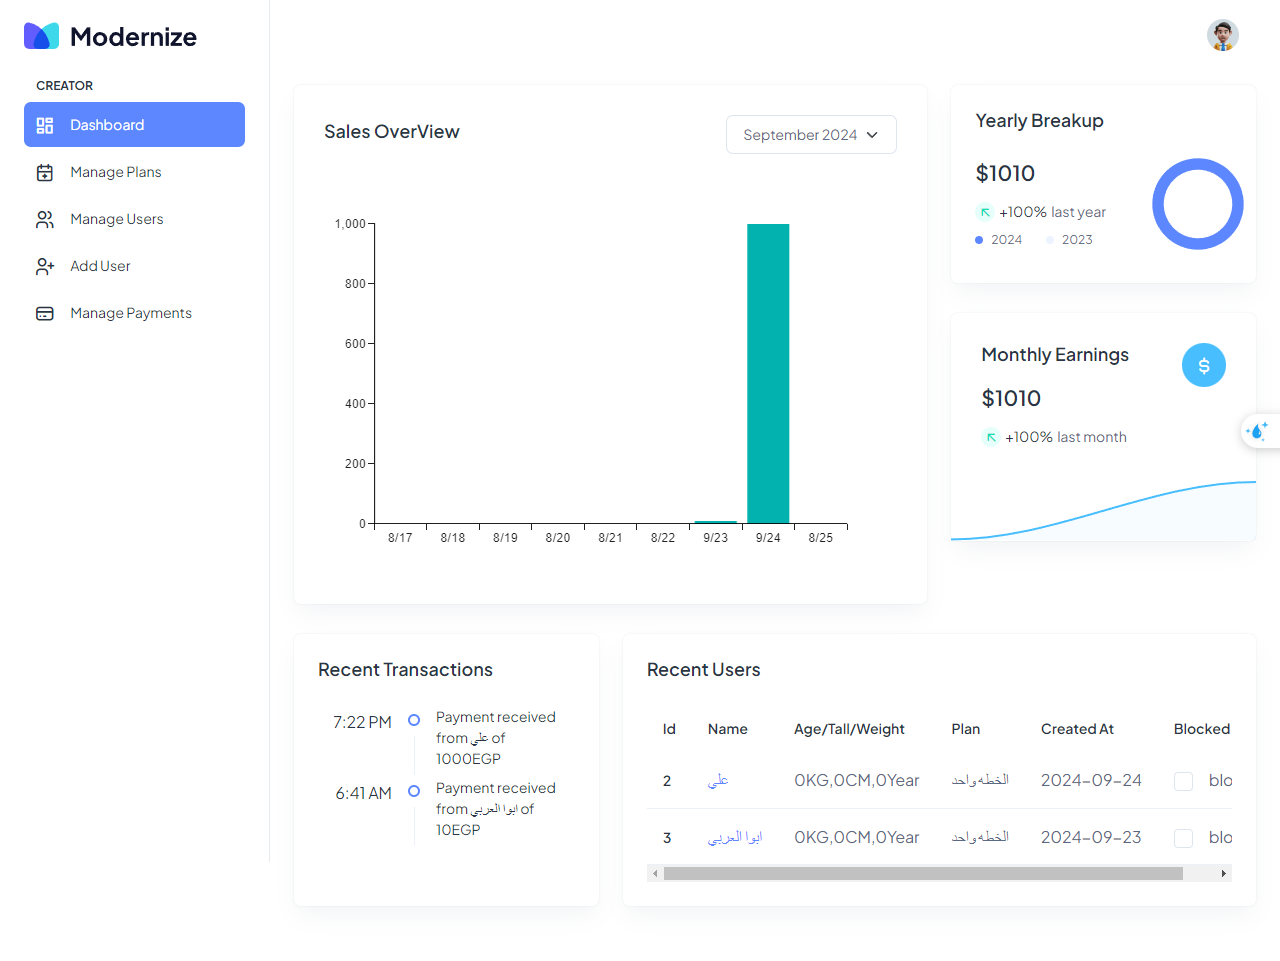 Modernize
CREATOR
Dashboard
Manage Plans
Manage Users
Add User
Manage Payments
Sales OverView
September 2024
1,000
800
600
400
200
0
8/17 8/18 8/19 8/20 8/21 8/22 9/23 9/24 8/25
Yearly Breakup
$1010
+100% last year
2024 2023
Monthly Earnings
$
$1010
+100% last month
Recent Transactions
7:22 PM
Payment received
from علي of
1000EGP
6:41 AM
Payment received
from ابوا العربي of
10EGP
Recent Users
Id Name Age/Tall/Weight Plan Created At Blocked
2 علي 0KG,0CM,0Year الخطه واحد 2024-09-24 blo
3 ابوا العربي 0KG,0CM,0Year الخطه واحد 2024-09-23 blo